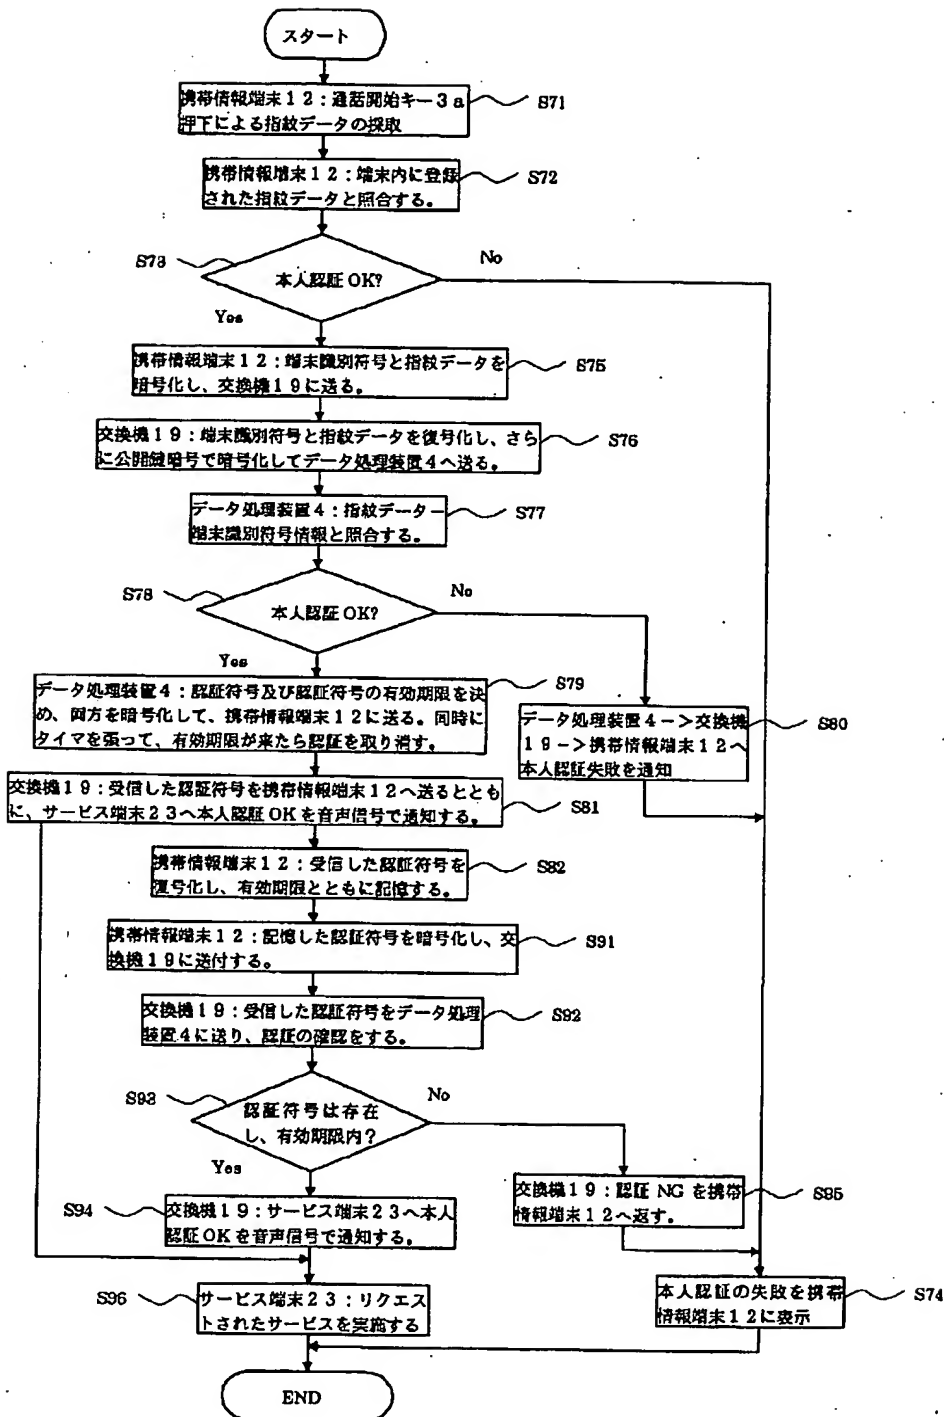 スタート
携帯情報端末12:通話開始キー3a
押下による指紋データの採取
S71
携帯情報端末12:端末内に登録
された指紋データと照合する。
S72
S73
本人認証OK?
No
Yes
携帯情報端末12:端末識別符号と指紋データを
暗号化し、交換機19に送る。
S75
交換機19:端末識別符号と指紋データを復号化し、さら
に公開鍵暗号で暗号化してデータ処理装置4へ送る。
S76
データ処理装置4:指紋データー
端末識別符号情報と照合する。
S77
S78
本人認証OK?
No
Yes
データ処理装置4:認証符号及び認証符号の有効期限を決
め、両方を暗号化して、携帯情報端末12に送る。同時に
タイマを張って、有効期限が来たら認証を取り消す。
S79
データ処理装置4->交換機
19->携帯情報端末12へ
本人認証失敗を通知
S80
交換機19:受信した認証符号を携帯情報端末12へ送るととも
に、サービス端末23へ本人認証OKを音声信号で通知する。
S81
携帯情報端末12:受信した認証符号を
復号化し、有効期限とともに記憶する。
S82
携帯情報端末12:記憶した認証符号を暗号化し、交
換機19に送付する。
S91
交換機19:受信した認証符号をデータ処理
装置4に送り、認証の確認をする。
S92
S93
認証符号は存在
し、有効期限内?
No
Yes
S94
交換機19:サービス端末23へ本人
認証OKを音声信号で通知する。
交換機19:認証NGを携帯
情報端末12へ返す。
S95
S96
サービス端末23:リクエス
トされたサービスを実施する
本人認証の失敗を携帯
情報端末12に表示
S74
END